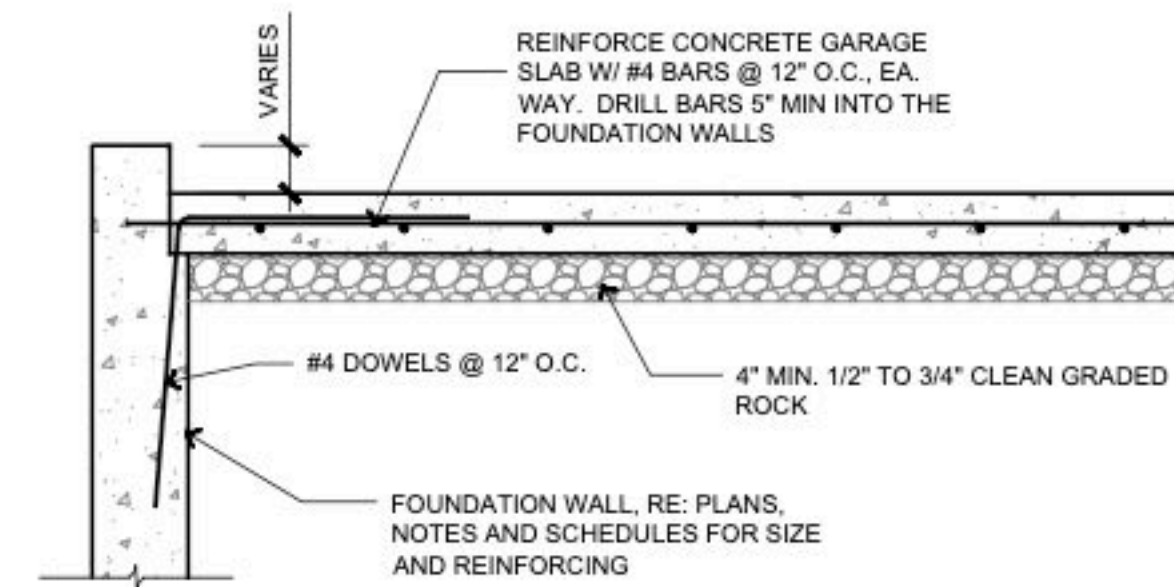 VARIES
REINFORCE CONCRETE GARAGE
SLAB W/ #4 BARS @ 12" O.C., EA.
WAY. DRILL BARS 5" MIN INTO THE
FOUNDATION WALLS
#4 DOWELS @ 12" O.C.
4" MIN. 1/2" TO 3/4" CLEAN GRADED
ROCK
FOUNDATION WALL, RE: PLANS,
NOTES AND SCHEDULES FOR SIZE
AND REINFORCING